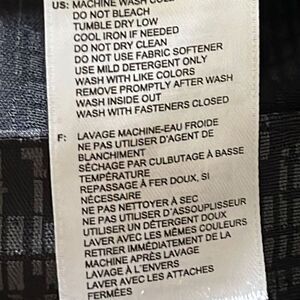 US: MACHINE WASH COLD
DO NOT BLEACH
TUMBLE DRY LOW
COOL IRON IF NEEDED
DO NOT DRY CLEAN
DO NOT USE FABRIC SOFTENER
USE MILD DETERGENT ONLY
WASH WITH LIKE COLORS
REMOVE PROMPTLY AFTER WASH
WASH INSIDE OUT
WASH WITH FASTENERS CLOSED
F: LAVAGE MACHINE-EAU FROIDE
NE PAS UTILISER D'AGENT DE
BLANCHIMENT
SÉCHAGE PAR CULBUTAGE À BASSE
TEMPÉRATURE
REPASSAGE À FER DOUX, SI
NÉCESSAIRE
NE PAS NETTOYER À SEC
NE PAS UTILISER D'ASSOUPLISSEUR
UTILISER UN DÉTERGENT DOUX
LAVER AVEC LES MÊMES COULEURS
RETIRER IMMÉDIATEMENT DE LA
MACHINE APRÈS LAVAGE
LAVAGE À L'ENVERS
LAVER AVEC LES ATTACHES
FERMÉES